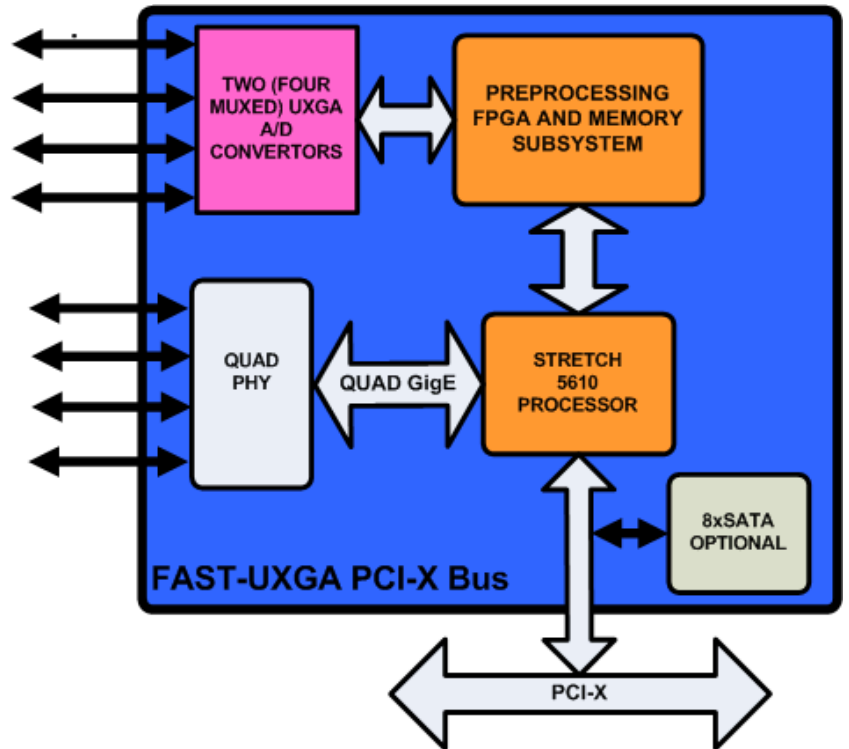 TWO (FOUR
MUXED) UXGA
A/D
CONVERTORS
PREPROCESSING
FPGA AND MEMORY
SUBSYSTEM
QUAD
PHY
QUAD GigE
STRETCH
5610
PROCESSOR
8xSATA
OPTIONAL
FAST-UXGA PCI-X Bus
PCI-X